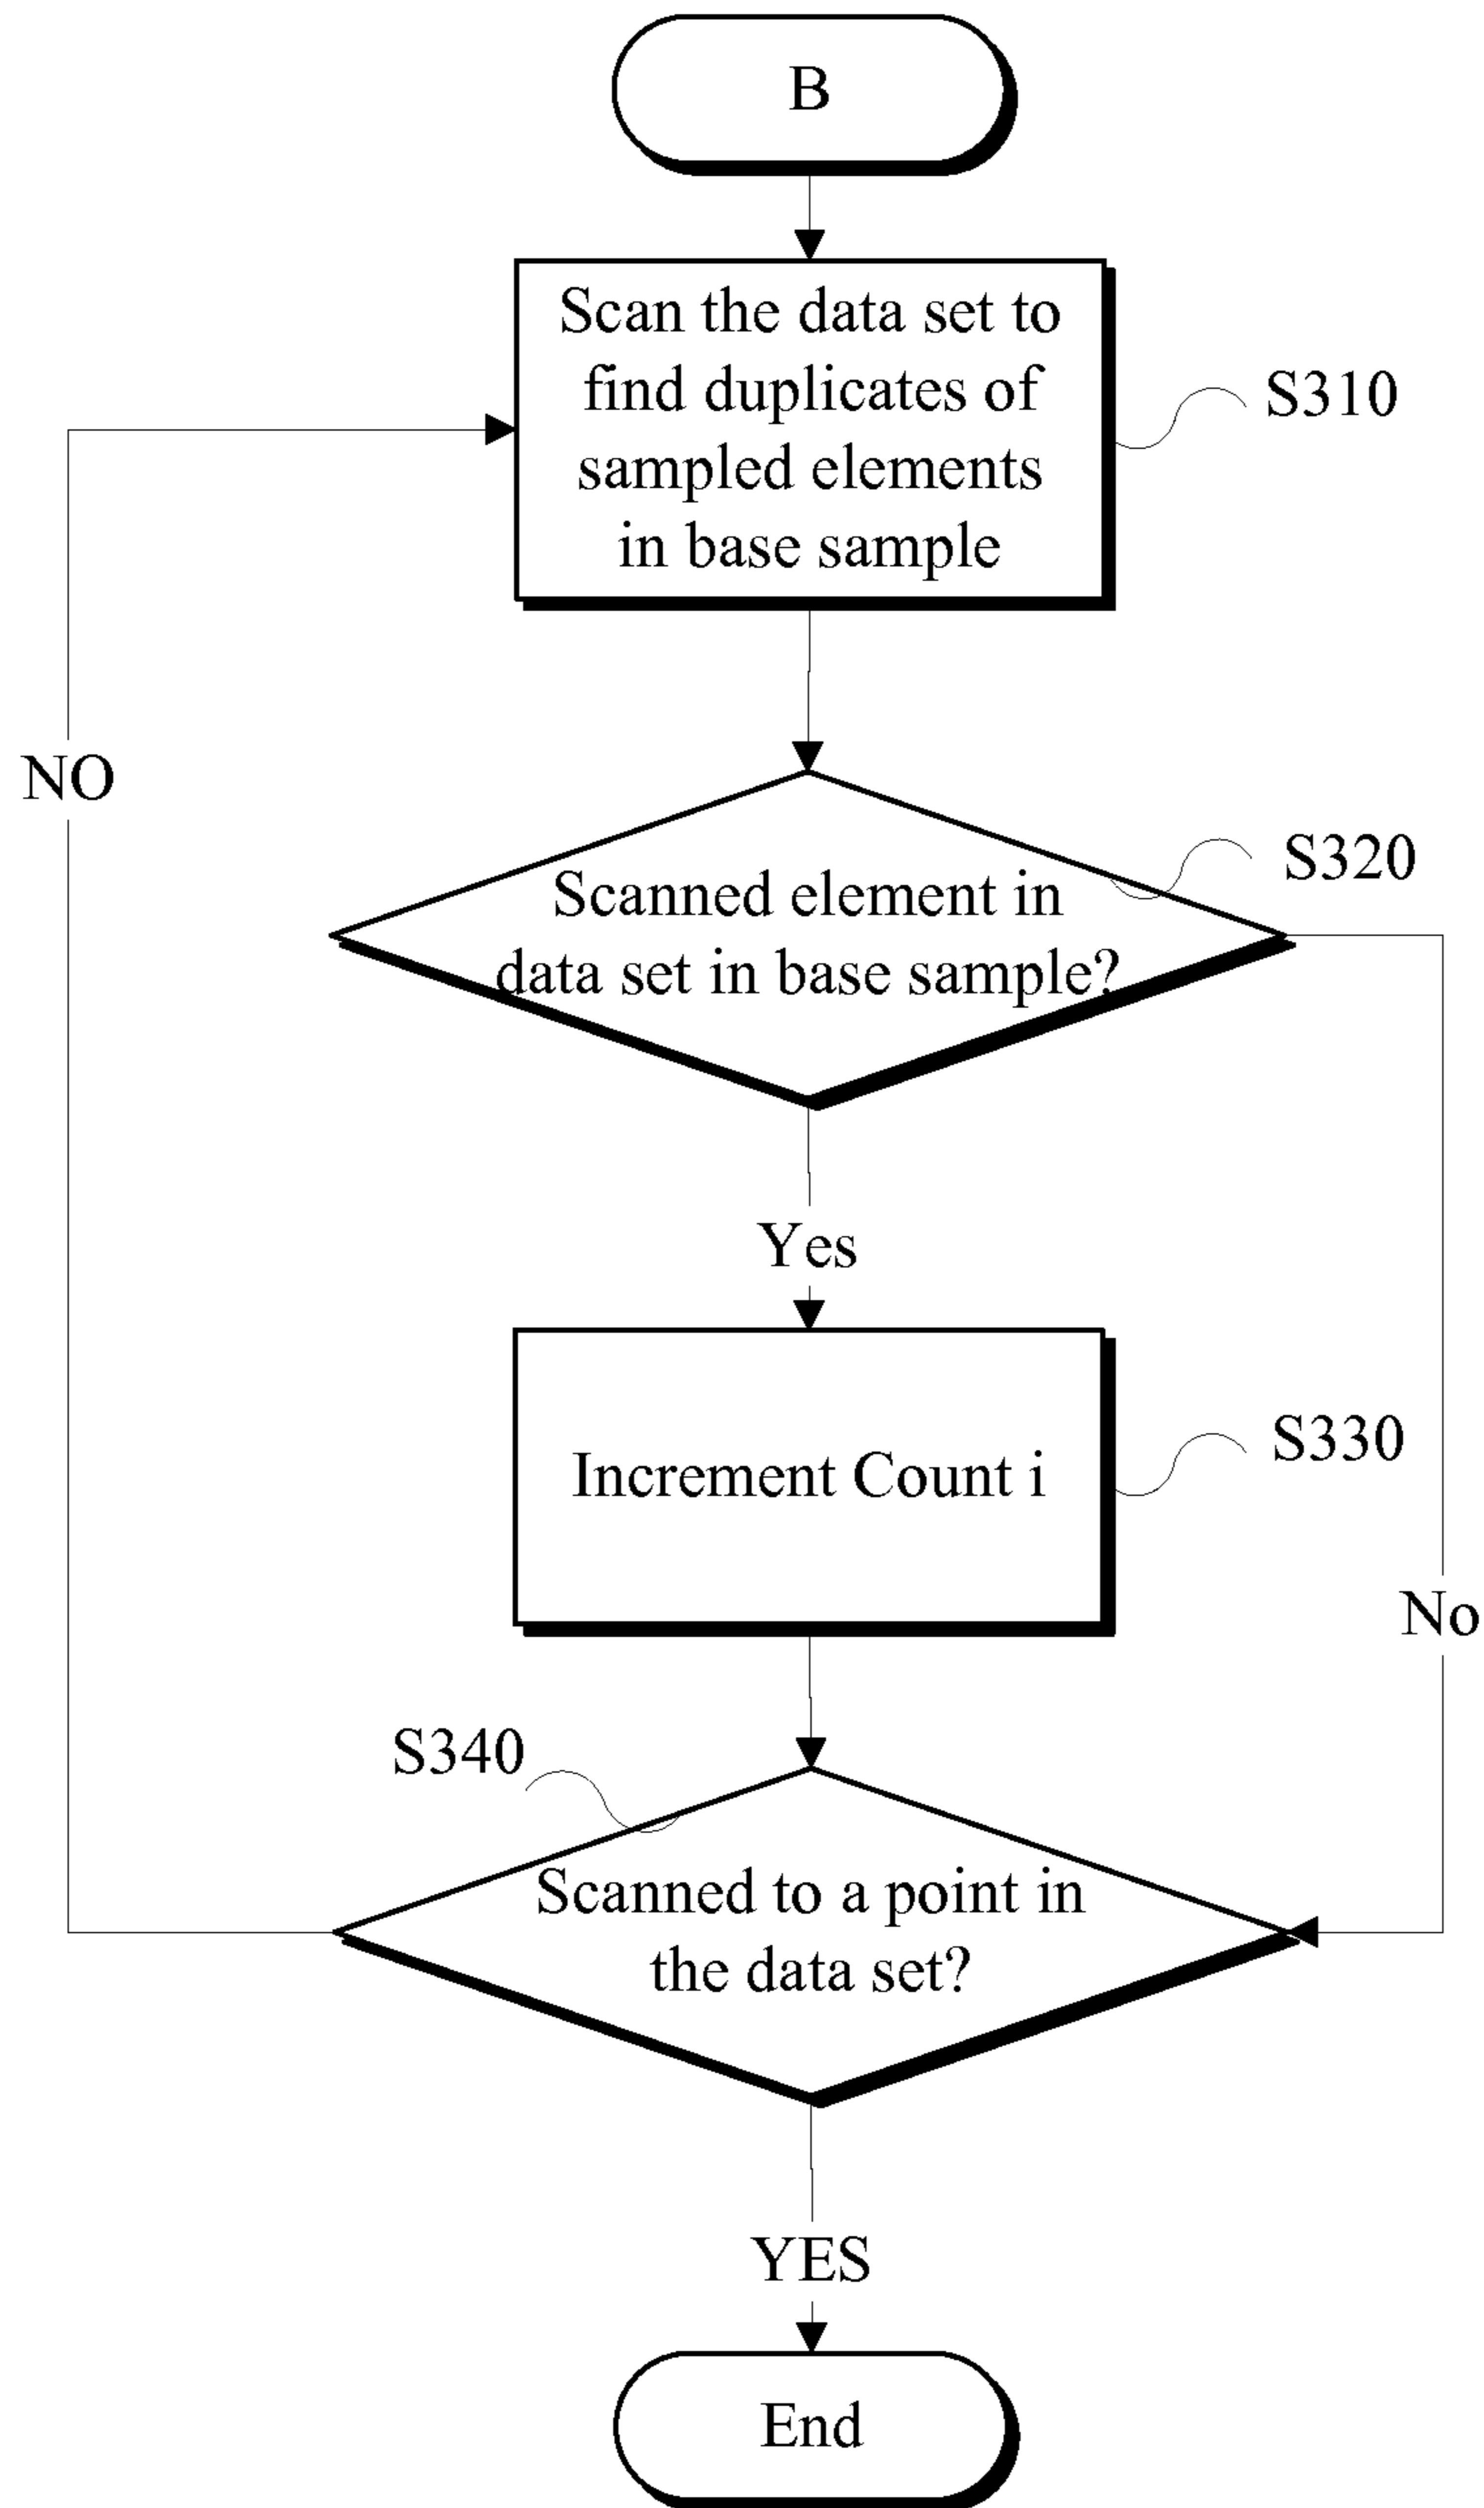 B
Scan the data set to
find duplicates of
sampled elements
in base sample
S310
NO
S320
Scanned element in
data set in base sample?
Yes
Increment Count i
S330
No
S340
Scanned to a point in
the data set?
YES
End